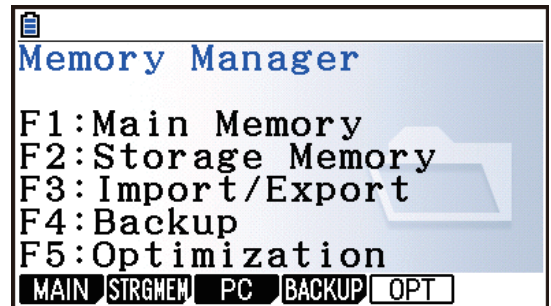 Memory Manager
F1:Main Memory
F2:Storage Memory
F3:Import/Export
F4:Backup
F5:Optimization
MAIN STRGMEM PC BACKUP OPT